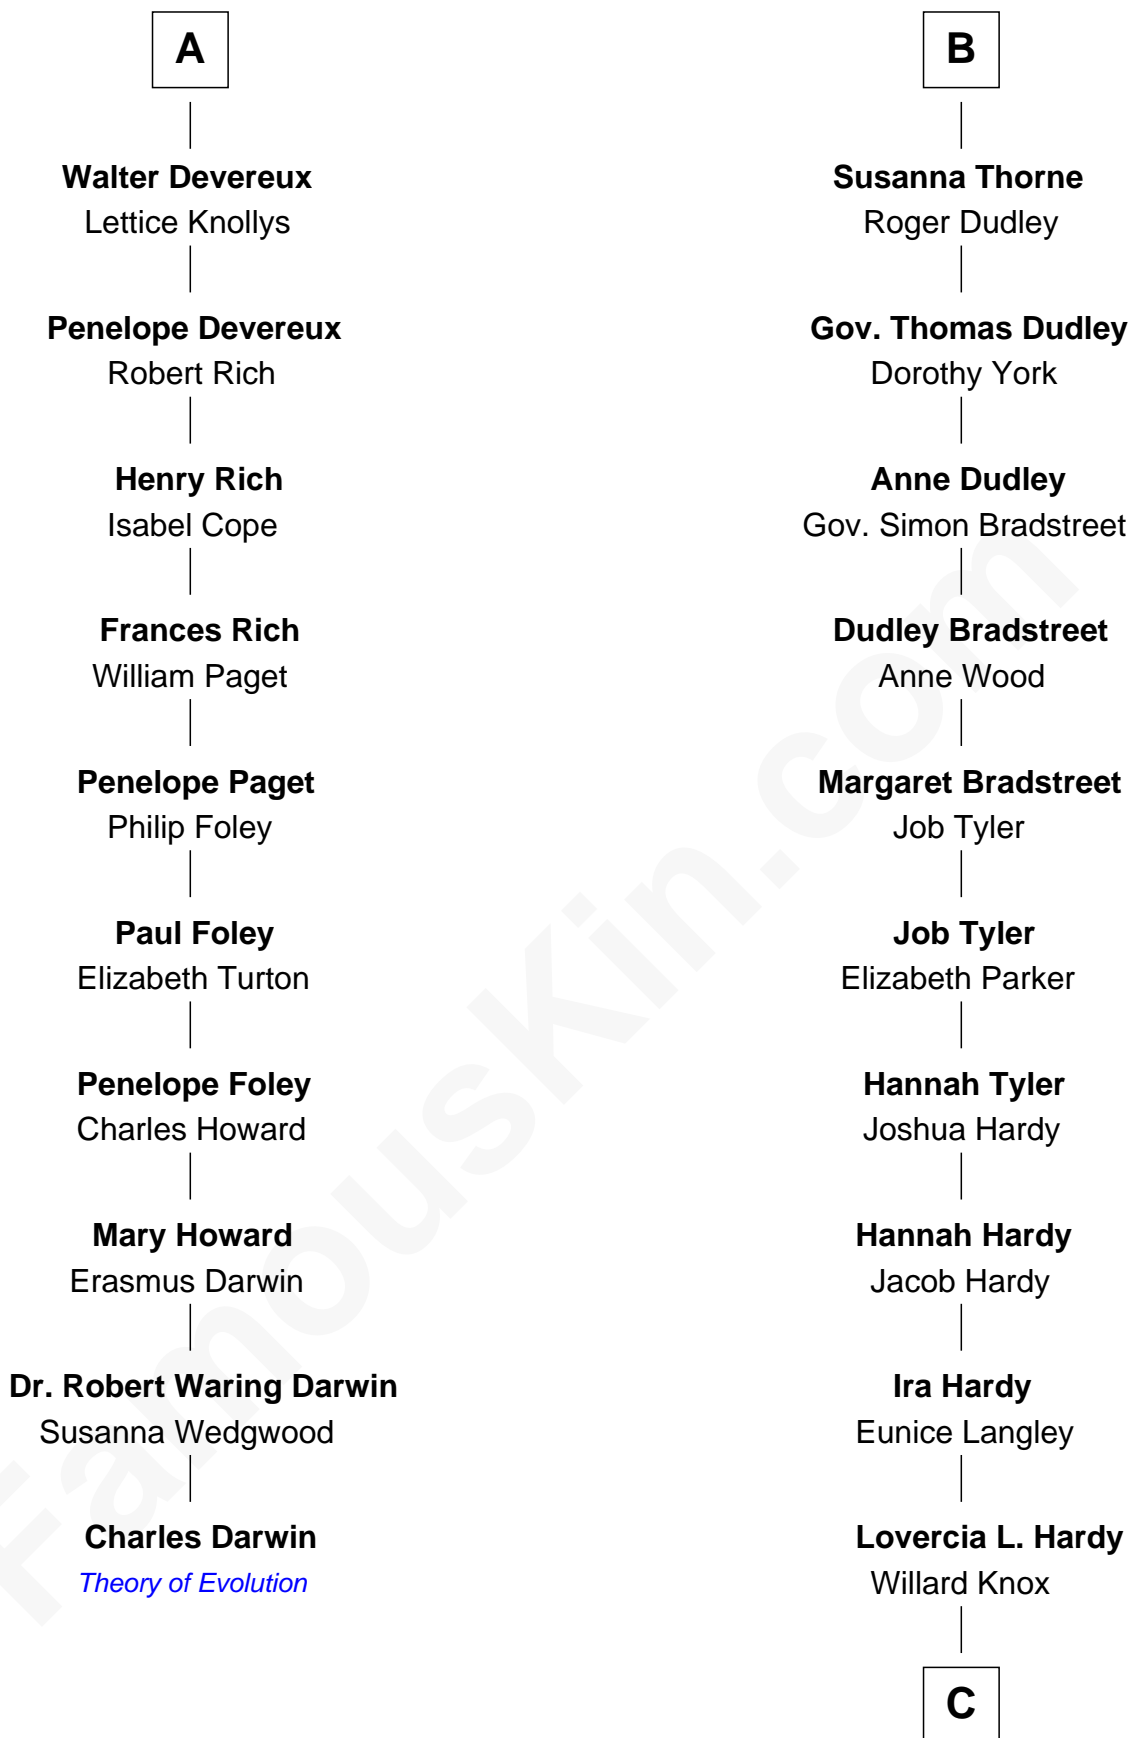 A
Walter Devereux
Lettice Knollys
Penelope Devereux
Robert Rich
Henry Rich
Isabel Cope
Frances Rich
William Paget
Penelope Paget
Philip Foley
Paul Foley
Elizabeth Turton
Penelope Foley
Charles Howard
Mary Howard
Erasmus Darwin
Dr. Robert Waring Darwin
Susanna Wedgwood
Charles Darwin
Theory of Evolution
B
Susanna Thorne
Roger Dudley
Gov. Thomas Dudley
Dorothy York
Anne Dudley
Gov. Simon Bradstreet
Dudley Bradstreet
Anne Wood
Margaret Bradstreet
Job Tyler
Job Tyler
Elizabeth Parker
Hannah Tyler
Joshua Hardy
Hannah Hardy
Jacob Hardy
Ira Hardy
Eunice Langley
Lovercia L. Hardy
Willard Knox
C
FamousKin.com